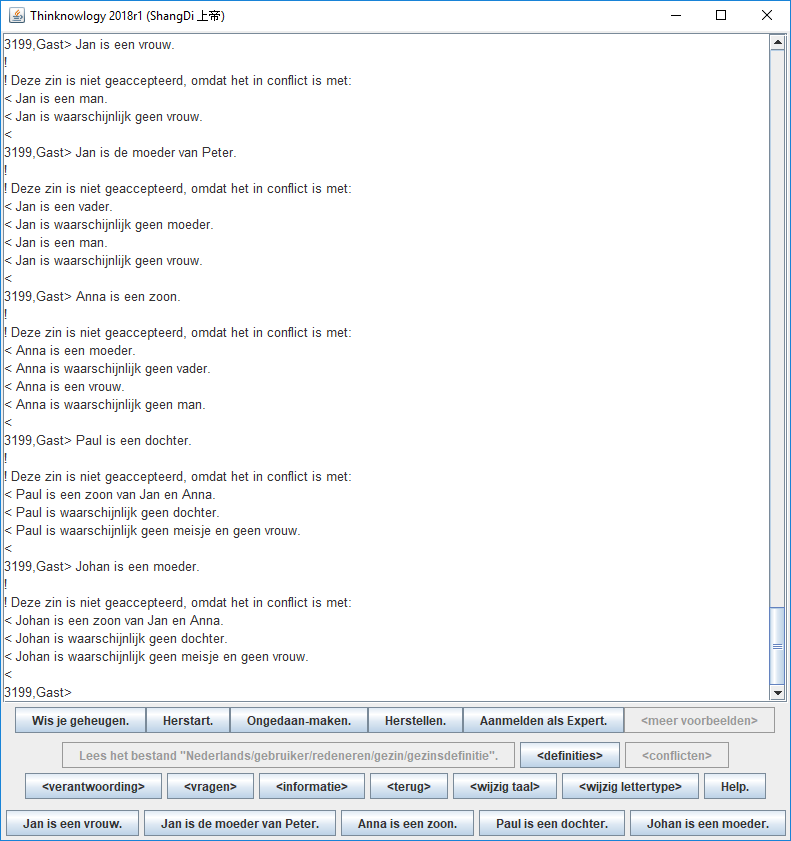 Thinknowlogy 2018r1 (ShangDi 上帝)
3199,Gast> Jan is een vrouw.
!
! Deze zin is niet geaccepteerd, omdat het in conflict is met:
< Jan is een man.
< Jan is waarschijnlijk geen vrouw.
<
3199,Gast> Jan is de moeder van Peter.
!
! Deze zin is niet geaccepteerd, omdat het in conflict is met:
< Jan is een vader.
< Jan is waarschijnlijk geen moeder.
< Jan is een man.
< Jan is waarschijnlijk geen vrouw.
<
3199,Gast> Anna is een zoon.
!
! Deze zin is niet geaccepteerd, omdat het in conflict is met:
< Anna is een moeder.
< Anna is waarschijnlijk geen vader.
< Anna is een vrouw.
< Anna is waarschijnlijk geen man.
<
3199,Gast> Paul is een dochter.
!
! Deze zin is niet geaccepteerd, omdat het in conflict is met:
< Paul is een zoon van Jan en Anna.
< Paul is waarschijnlijk geen dochter.
< Paul is waarschijnlijk geen meisje en geen vrouw.
<
3199,Gast> Johan is een moeder.
!
! Deze zin is niet geaccepteerd, omdat het in conflict is met:
< Johan is een zoon van Jan en Anna.
< Johan is waarschijnlijk geen dochter.
< Johan is waarschijnlijk geen meisje en geen vrouw.
<
3199,Gast>
Wis je geheugen. Herstart. Ongedaan-maken. Herstellen. Aanmelden als Expert. <meer voorbeelden>
Lees het bestand "Nederlands/gebruiker/redeneren/gezin/gezinsdefinitie". <definities> <conflicten>
<verantwoording> <vragen> <informatie> <terug> <wijzig taal> <wijzig lettertype> Help.
Jan is een vrouw. Jan is de moeder van Peter. Anna is een zoon. Paul is een dochter. Johan is een moeder.